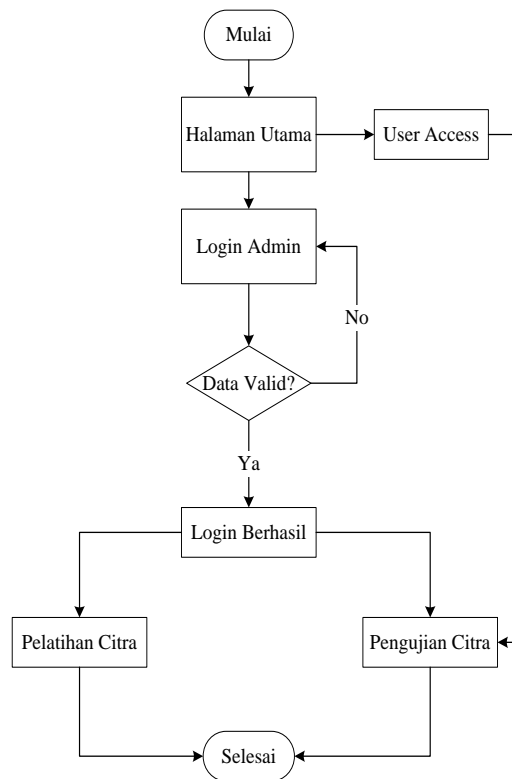 Mulai
Halaman Utama
User Access
Login Admin
No
Data Valid?
Ya
Login Berhasil
Pelatihan Citra
Pengujian Citra
Selesai